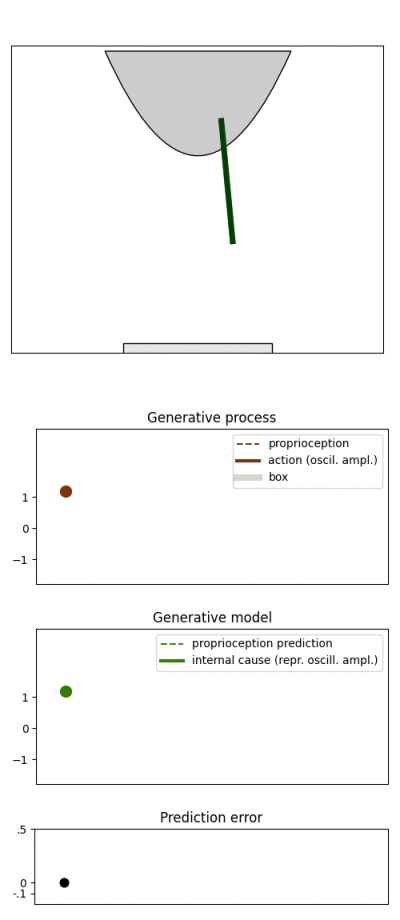 Generative process
proprioception
action (oscil. ampl.)
box
1
0
−1
Generative model
proprioception prediction
internal cause (repr. oscill. ampl.)
1
0
−1
Prediction error
.5
0
-.1